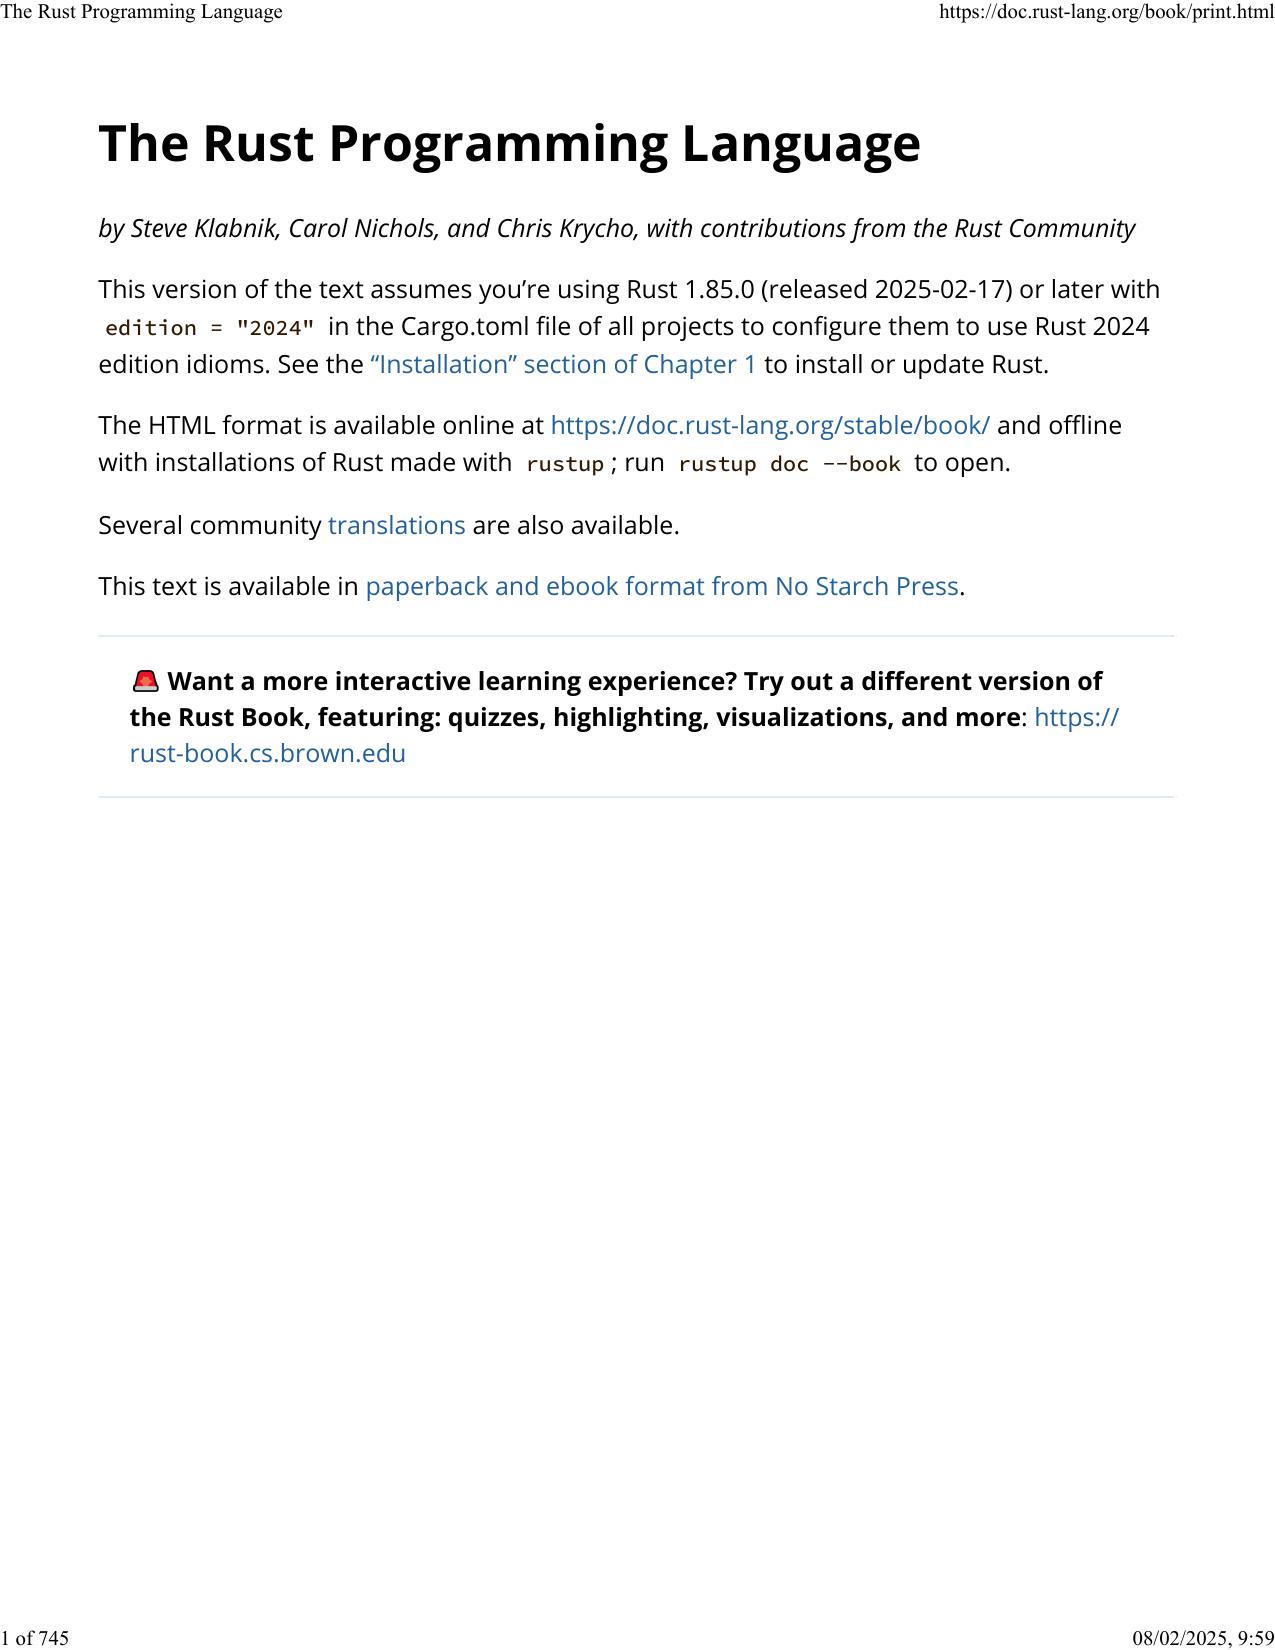 The Rust Programming Language https://doc.rust-lang.org/book/print.html
The Rust Programming Language
by Steve Klabnik, Carol Nichols, and Chris Krycho, with contributions from the Rust Community
This version of the text assumes you’re using Rust 1.85.0 (released 2025-02-17) or later with
edition = "2024" in the Cargo.toml file of all projects to configure them to use Rust 2024
edition idioms. See the “Installation” section of Chapter 1 to install or update Rust.
The HTML format is available online at https://doc.rust-lang.org/stable/book/ and offline
with installations of Rust made with rustup; run rustup doc --book to open.
Several community translations are also available.
This text is available in paperback and ebook format from No Starch Press.
🚨 Want a more interactive learning experience? Try out a different version of
the Rust Book, featuring: quizzes, highlighting, visualizations, and more: https://
rust-book.cs.brown.edu
1 of 745 08/02/2025, 9:59